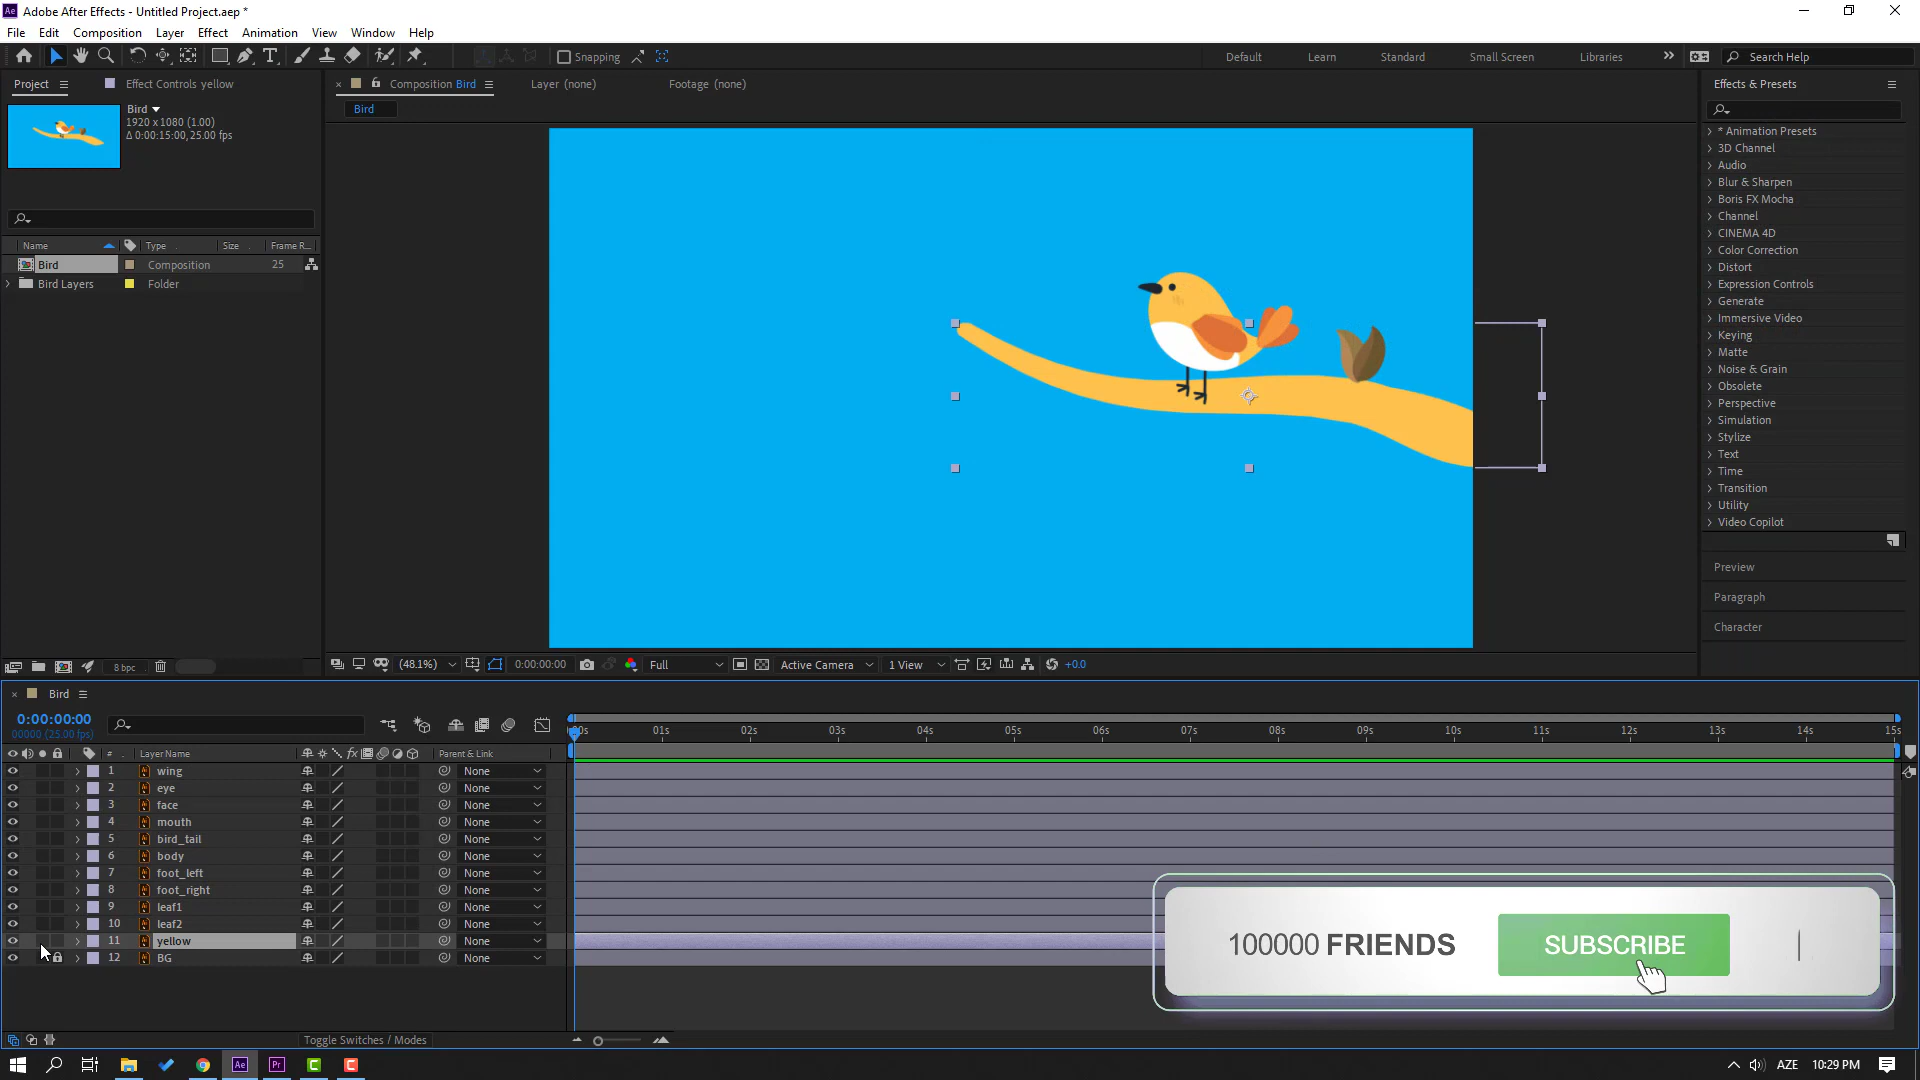 Ae Adobe After Effects - Untitled Project.aep *
File Edit Composition Layer Effect Animation View Window Help
Snapping
Default Learn Standard Small Screen Libraries
Search Help
Project
Effect Controls yellow
Composition Bird
Layer (none)
Footage (none)
Effects & Presets
Bird
1920 x 1080 (1.00)
Δ 0:00:15:00, 25.00 fps
Bird
Name Type Size Frame R...
Bird Composition 25
Bird Layers Folder
* Animation Presets
3D Channel
Audio
Blur & Sharpen
Boris FX Mocha
Channel
CINEMA 4D
Color Correction
Distort
Expression Controls
Generate
Immersive Video
Keying
Matte
Noise & Grain
Obsolete
Perspective
Simulation
Stylize
Text
Time
Transition
Utility
Video Copilot
Preview
Paragraph
Character
8 bpc
(48.1%) 0:00:00:00 Full Active Camera 1 View +0.0
Bird
0:00:00:00
00000 (25.00 fps)
01s 02s 03s 04s 05s 06s 07s 08s 09s 10s 11s 12s 13s 14s 15s
# Layer Name fx Parent & Link
1 wing None
2 eye None
3 face None
4 mouth None
5 bird_tail None
6 body None
7 foot_left None
8 foot_right None
9 leaf1 None
10 leaf2 None
11 yellow None
12 BG None
100000 FRIENDS
SUBSCRIBE
Toggle Switches / Modes
Ae Pr C C
AZE 10:29 PM